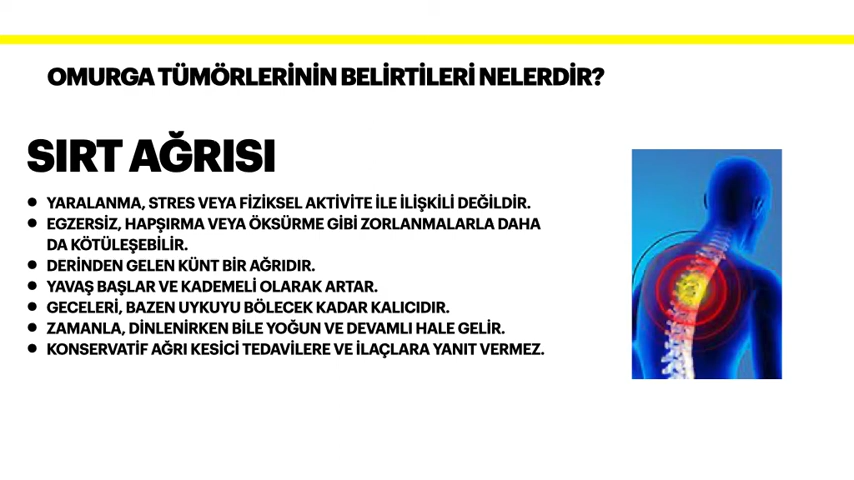 OMURGA TÜMÖRLERİNİN BELİRTİLERİ NELERDİR?
SIRT AĞRISI
● YARALANMA, STRES VEYA FİZİKSEL AKTİVİTE İLE İLİŞKİLİ DEĞİLDİR.
● EGZERSİZ, HAPŞIRMA VEYA ÖKSÜRME GİBİ ZORLANMALARLA DAHA
DA KÖTÜLEŞEBİLİR.
● DERİNDEN GELEN KÜNT BİR AĞRIDIR.
● YAVAŞ BAŞLAR VE KADEMELİ OLARAK ARTAR.
● GECELERİ, BAZEN UYKUYU BÖLECEK KADAR KALICIDIR.
● ZAMANLA, DİNLENİRKEN BİLE YOĞUN VE DEVAMLI HALE GELİR.
● KONSERVATİF AĞRI KESİCİ TEDAVİLERE VE İLAÇLARA YANIT VERMEZ.